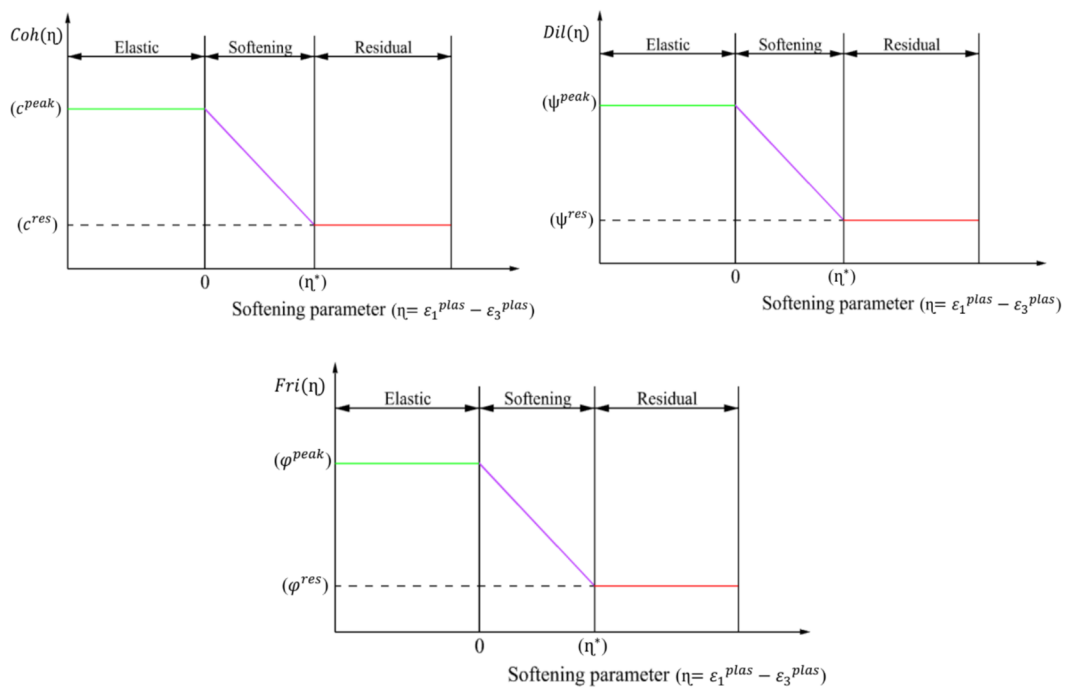 Coh(η)
Elastic
Softening
Residual
(c^peak)
(c^res)
0
(η*)
Softening parameter (η= ε₁^plas − ε₃^plas)
Dil(η)
Elastic
Softening
Residual
(ψ^peak)
(ψ^res)
0
(η*)
Softening parameter (η= ε₁^plas − ε₃^plas)
Fri(η)
Elastic
Softening
Residual
(φ^peak)
(φ^res)
0
(η*)
Softening parameter (η= ε₁^plas − ε₃^plas)